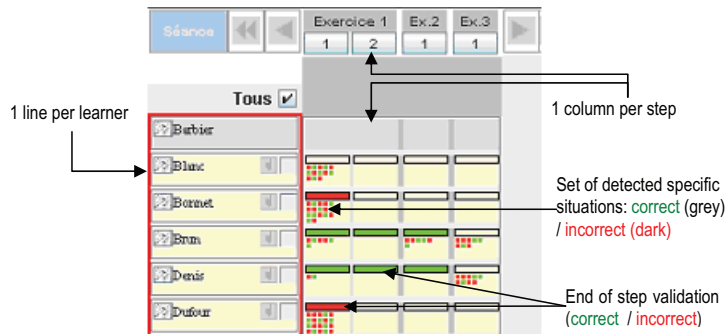 Séance
Exercice 1 Ex.2 Ex.3
1 2 1 1
Tous
1 line per learner
1 column per step
Barbier
Blanc
Bonnet
Set of detected specific
situations: correct (grey)
/ incorrect (dark)
Brun
Denis
End of step validation
(correct / incorrect)
Dufour